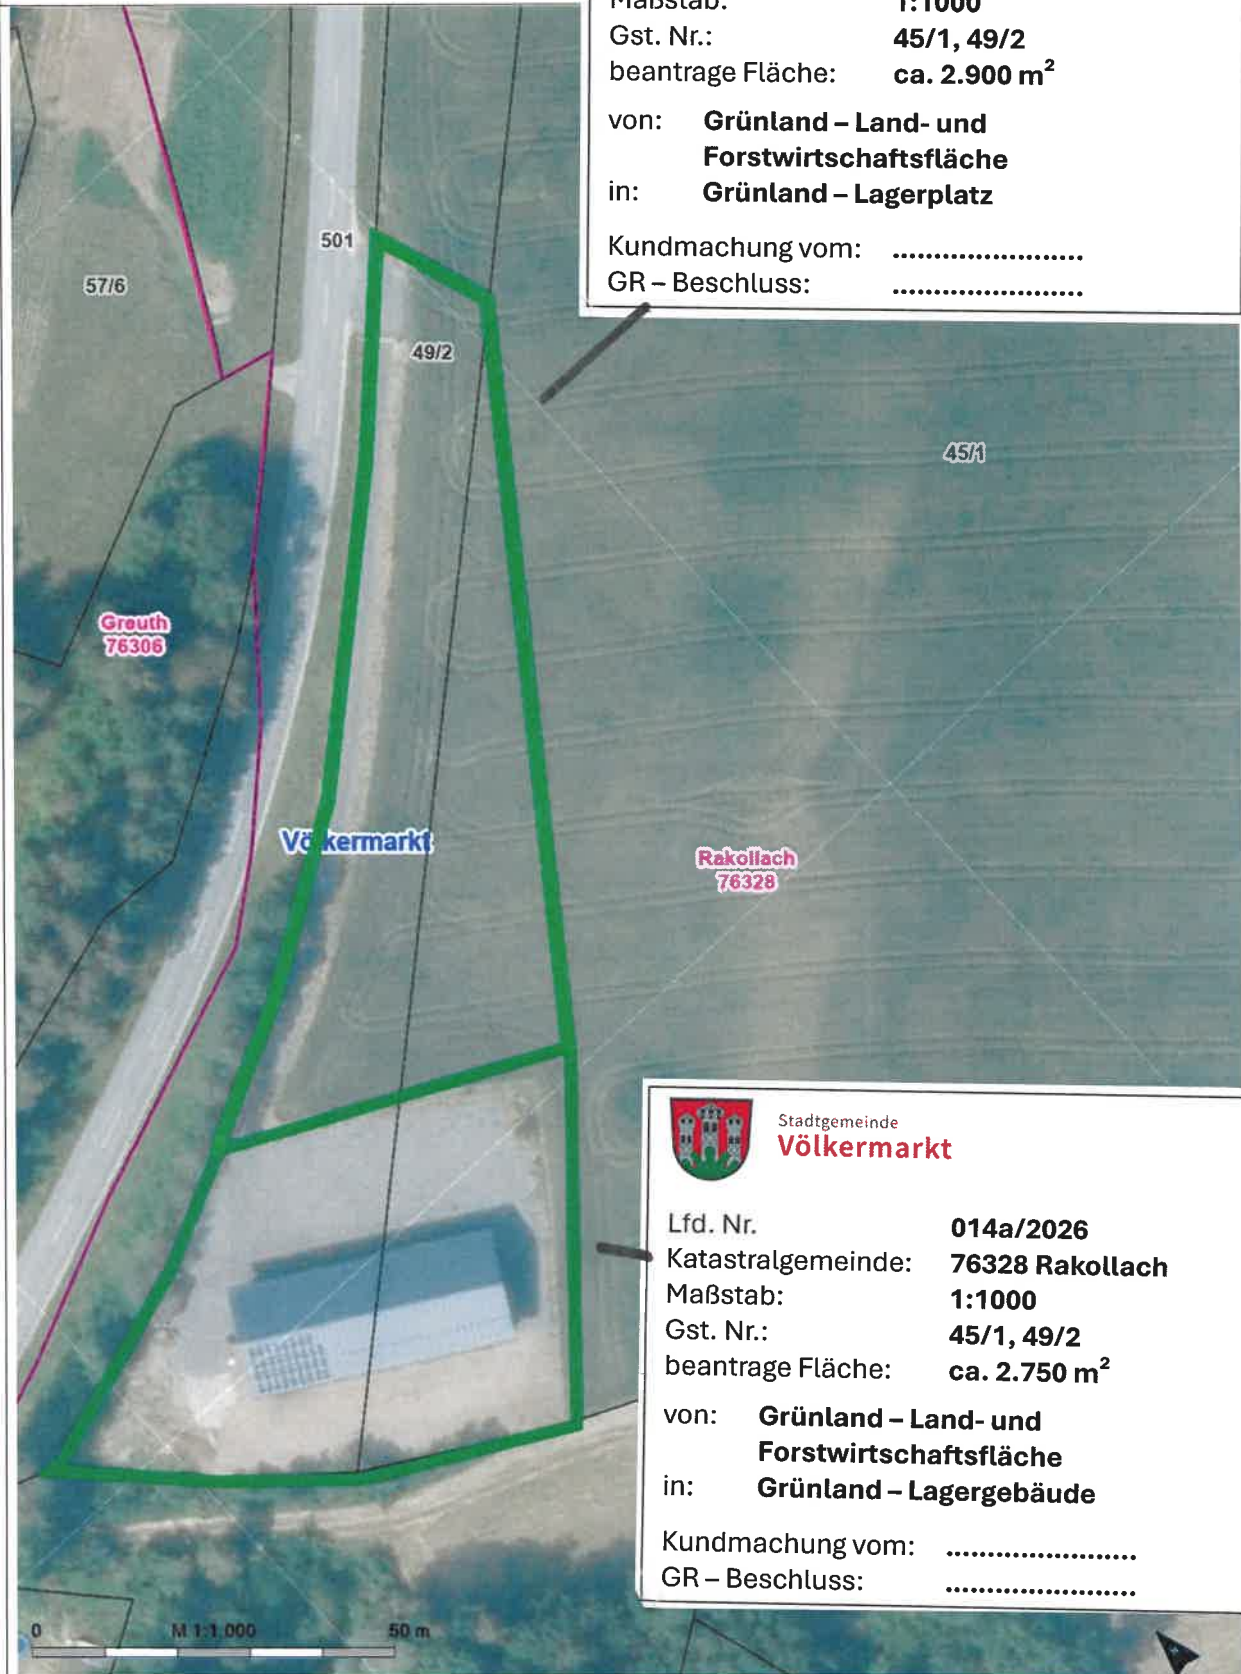 Maßstab: 1:1000
Gst. Nr.: 45/1, 49/2
beantrage Fläche: ca. 2.900 m²
von: Grünland – Land- und
Forstwirtschaftsfläche
in: Grünland – Lagerplatz
Kundmachung vom: .......................
GR – Beschluss: .......................
501
57/6
49/2
45/1
Greuth
76306
Völkermarkt
Rakollach
76328
Stadtgemeinde
Völkermarkt
Lfd. Nr. 014a/2026
Katastralgemeinde: 76328 Rakollach
Maßstab: 1:1000
Gst. Nr.: 45/1, 49/2
beantrage Fläche: ca. 2.750 m²
von: Grünland – Land- und
Forstwirtschaftsfläche
in: Grünland – Lagergebäude
Kundmachung vom: .......................
GR – Beschluss: .......................
0 M 1:1,000 50 m